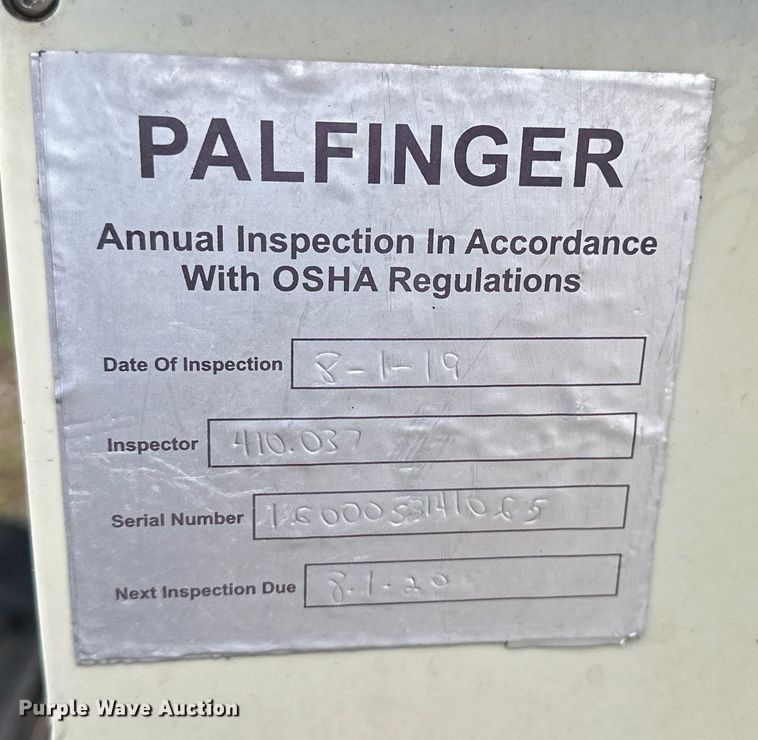 PALFINGER
Annual Inspection In Accordance
With OSHA Regulations
Date Of Inspection 8-1-19
Inspector 410.037
Serial Number
Next Inspection Due 8.1.20
Purple Wave Auction